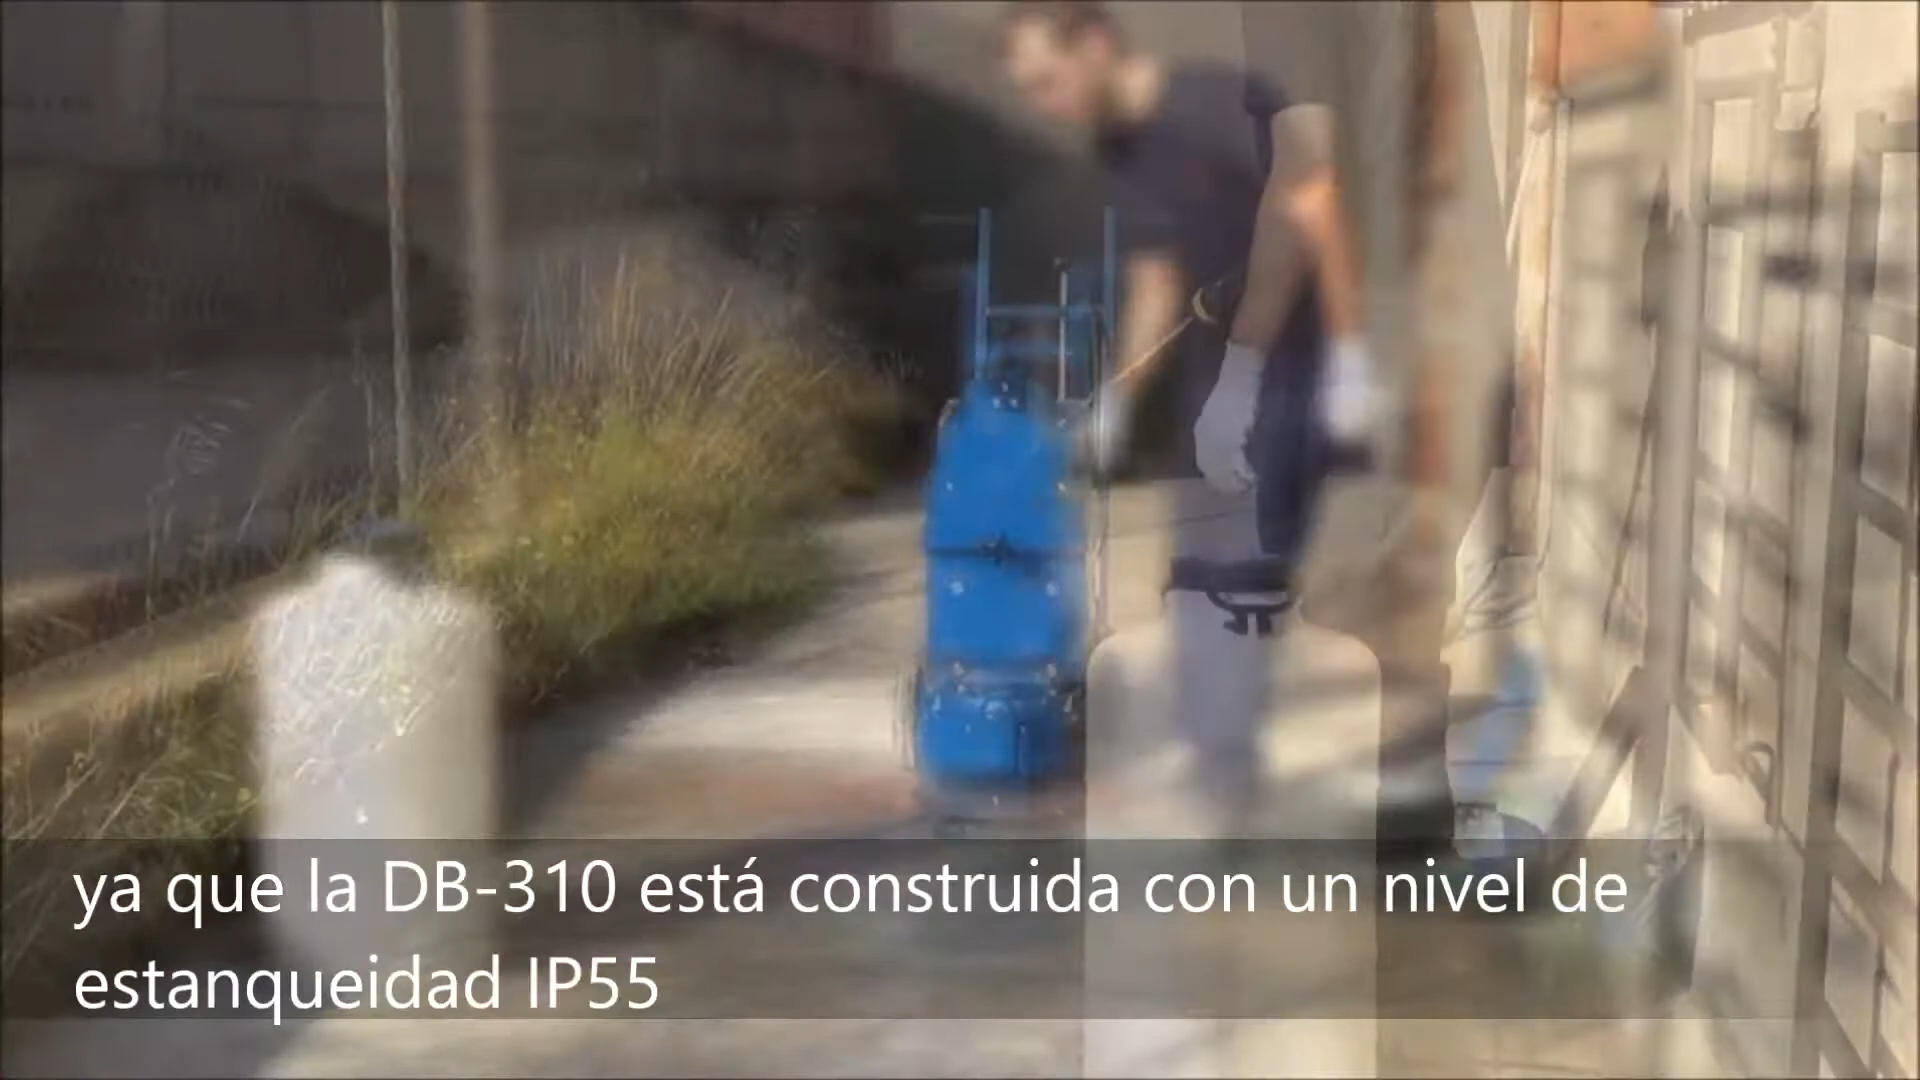 ya que la DB-310 está construida con un nivel de
estanqueidad IP55